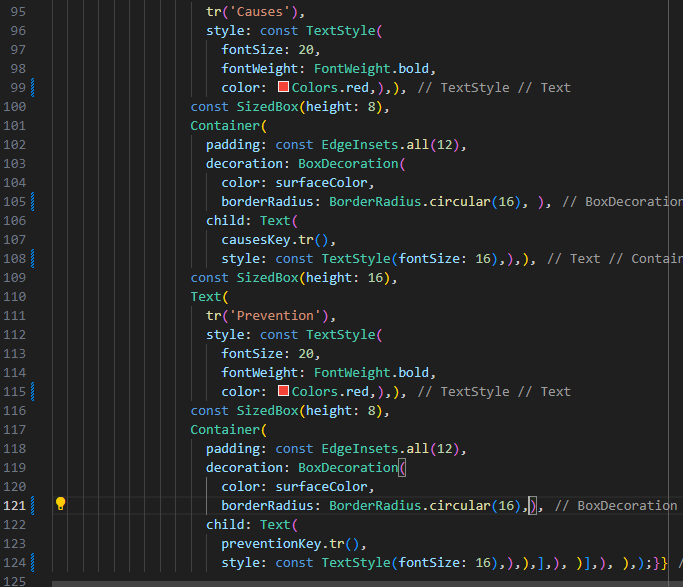 95 tr('Causes'),
96 style: const TextStyle(
97 fontSize: 20,
98 fontWeight: FontWeight.bold,
99 color: Colors.red,),), // TextStyle // Text
100 const SizedBox(height: 8),
101 Container(
102 padding: const EdgeInsets.all(12),
103 decoration: BoxDecoration(
104 color: surfaceColor,
105 borderRadius: BorderRadius.circular(16), ), // BoxDecoration
106 child: Text(
107 causesKey.tr(),
108 style: const TextStyle(fontSize: 16),),), // Text // Contain
109 const SizedBox(height: 16),
110 Text(
111 tr('Prevention'),
112 style: const TextStyle(
113 fontSize: 20,
114 fontWeight: FontWeight.bold,
115 color: Colors.red,),), // TextStyle // Text
116 const SizedBox(height: 8),
117 Container(
118 padding: const EdgeInsets.all(12),
119 decoration: BoxDecoration(
120 color: surfaceColor,
121 borderRadius: BorderRadius.circular(16),), // BoxDecoration
122 child: Text(
123 preventionKey.tr(),
124 style: const TextStyle(fontSize: 16),),),],), )],), ),);}} /
125